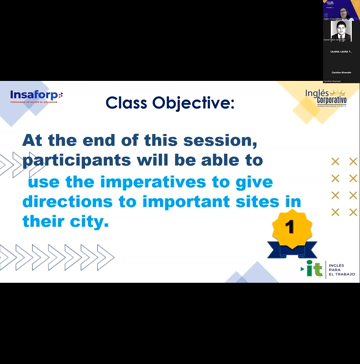 Insaforp
Inglés
corporativo
Class Objective:
At the end of this session,
participants will be able to
use the imperatives to give
directions to important sites in
their city.
1
it
INGLÉS
PARA
EL TRABAJO